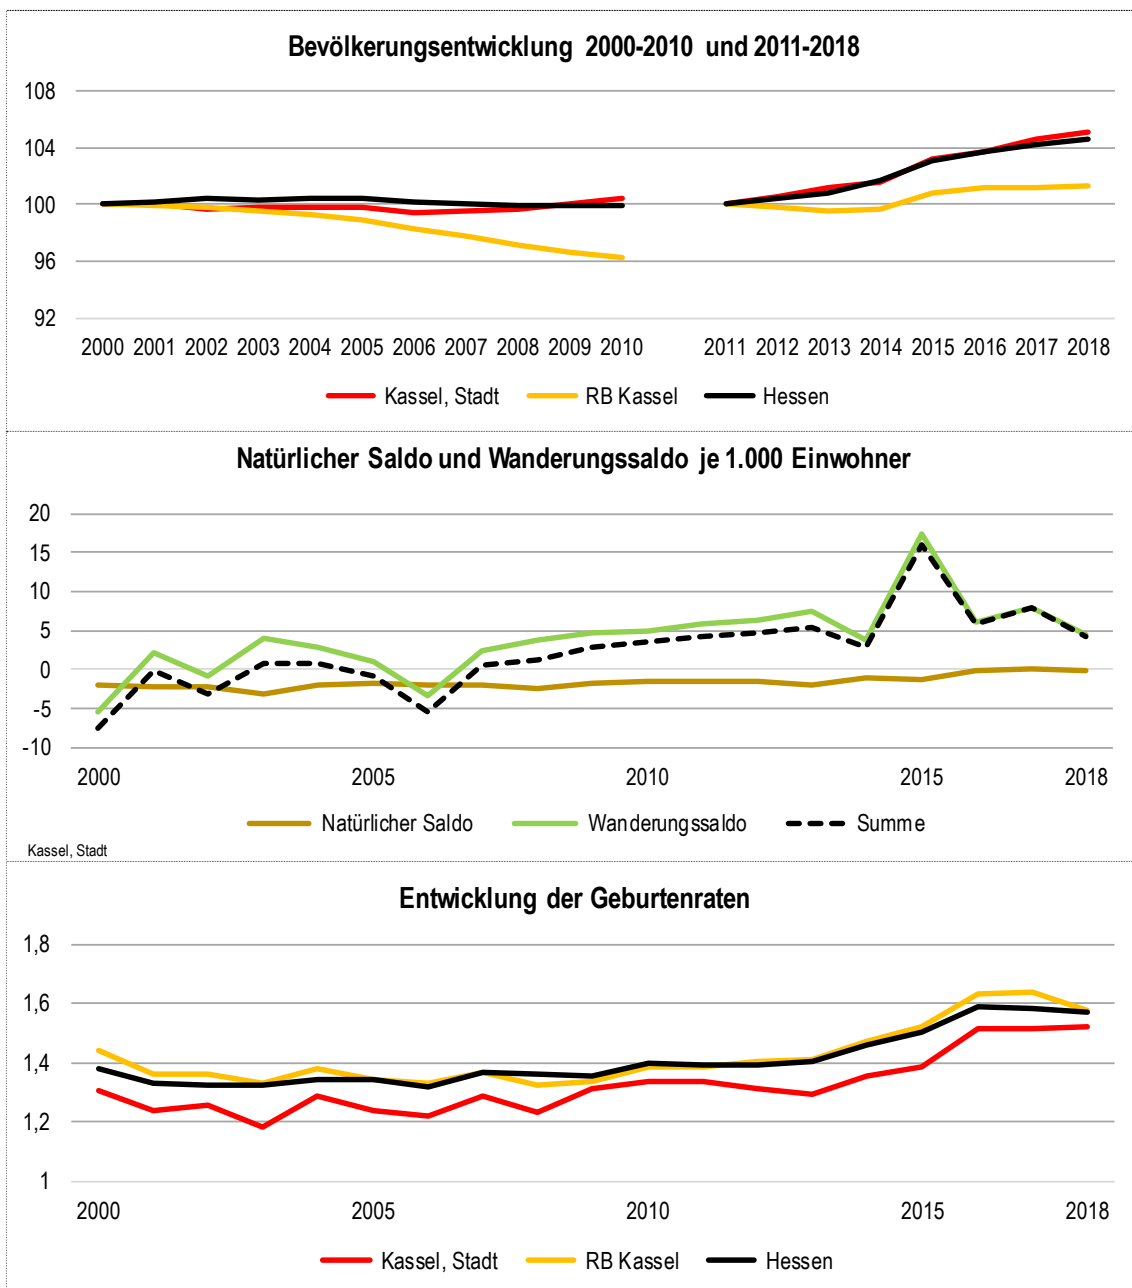 Bevölkerungsentwicklung 2000-2010 und 2011-2018
108
104
100
96
92
2000 2001 2002 2003 2004 2005 2006 2007 2008 2009 2010 2011 2012 2013 2014 2015 2016 2017 2018
Kassel, Stadt RB Kassel Hessen
Natürlicher Saldo und Wanderungssaldo je 1.000 Einwohner
20
15
10
5
0
-5
-10
2000 2005 2010 2015 2018
Natürlicher Saldo Wanderungssaldo Summe
Kassel, Stadt
Entwicklung der Geburtenraten
1,8
1,6
1,4
1,2
1
2000 2005 2010 2015 2018
Kassel, Stadt RB Kassel Hessen